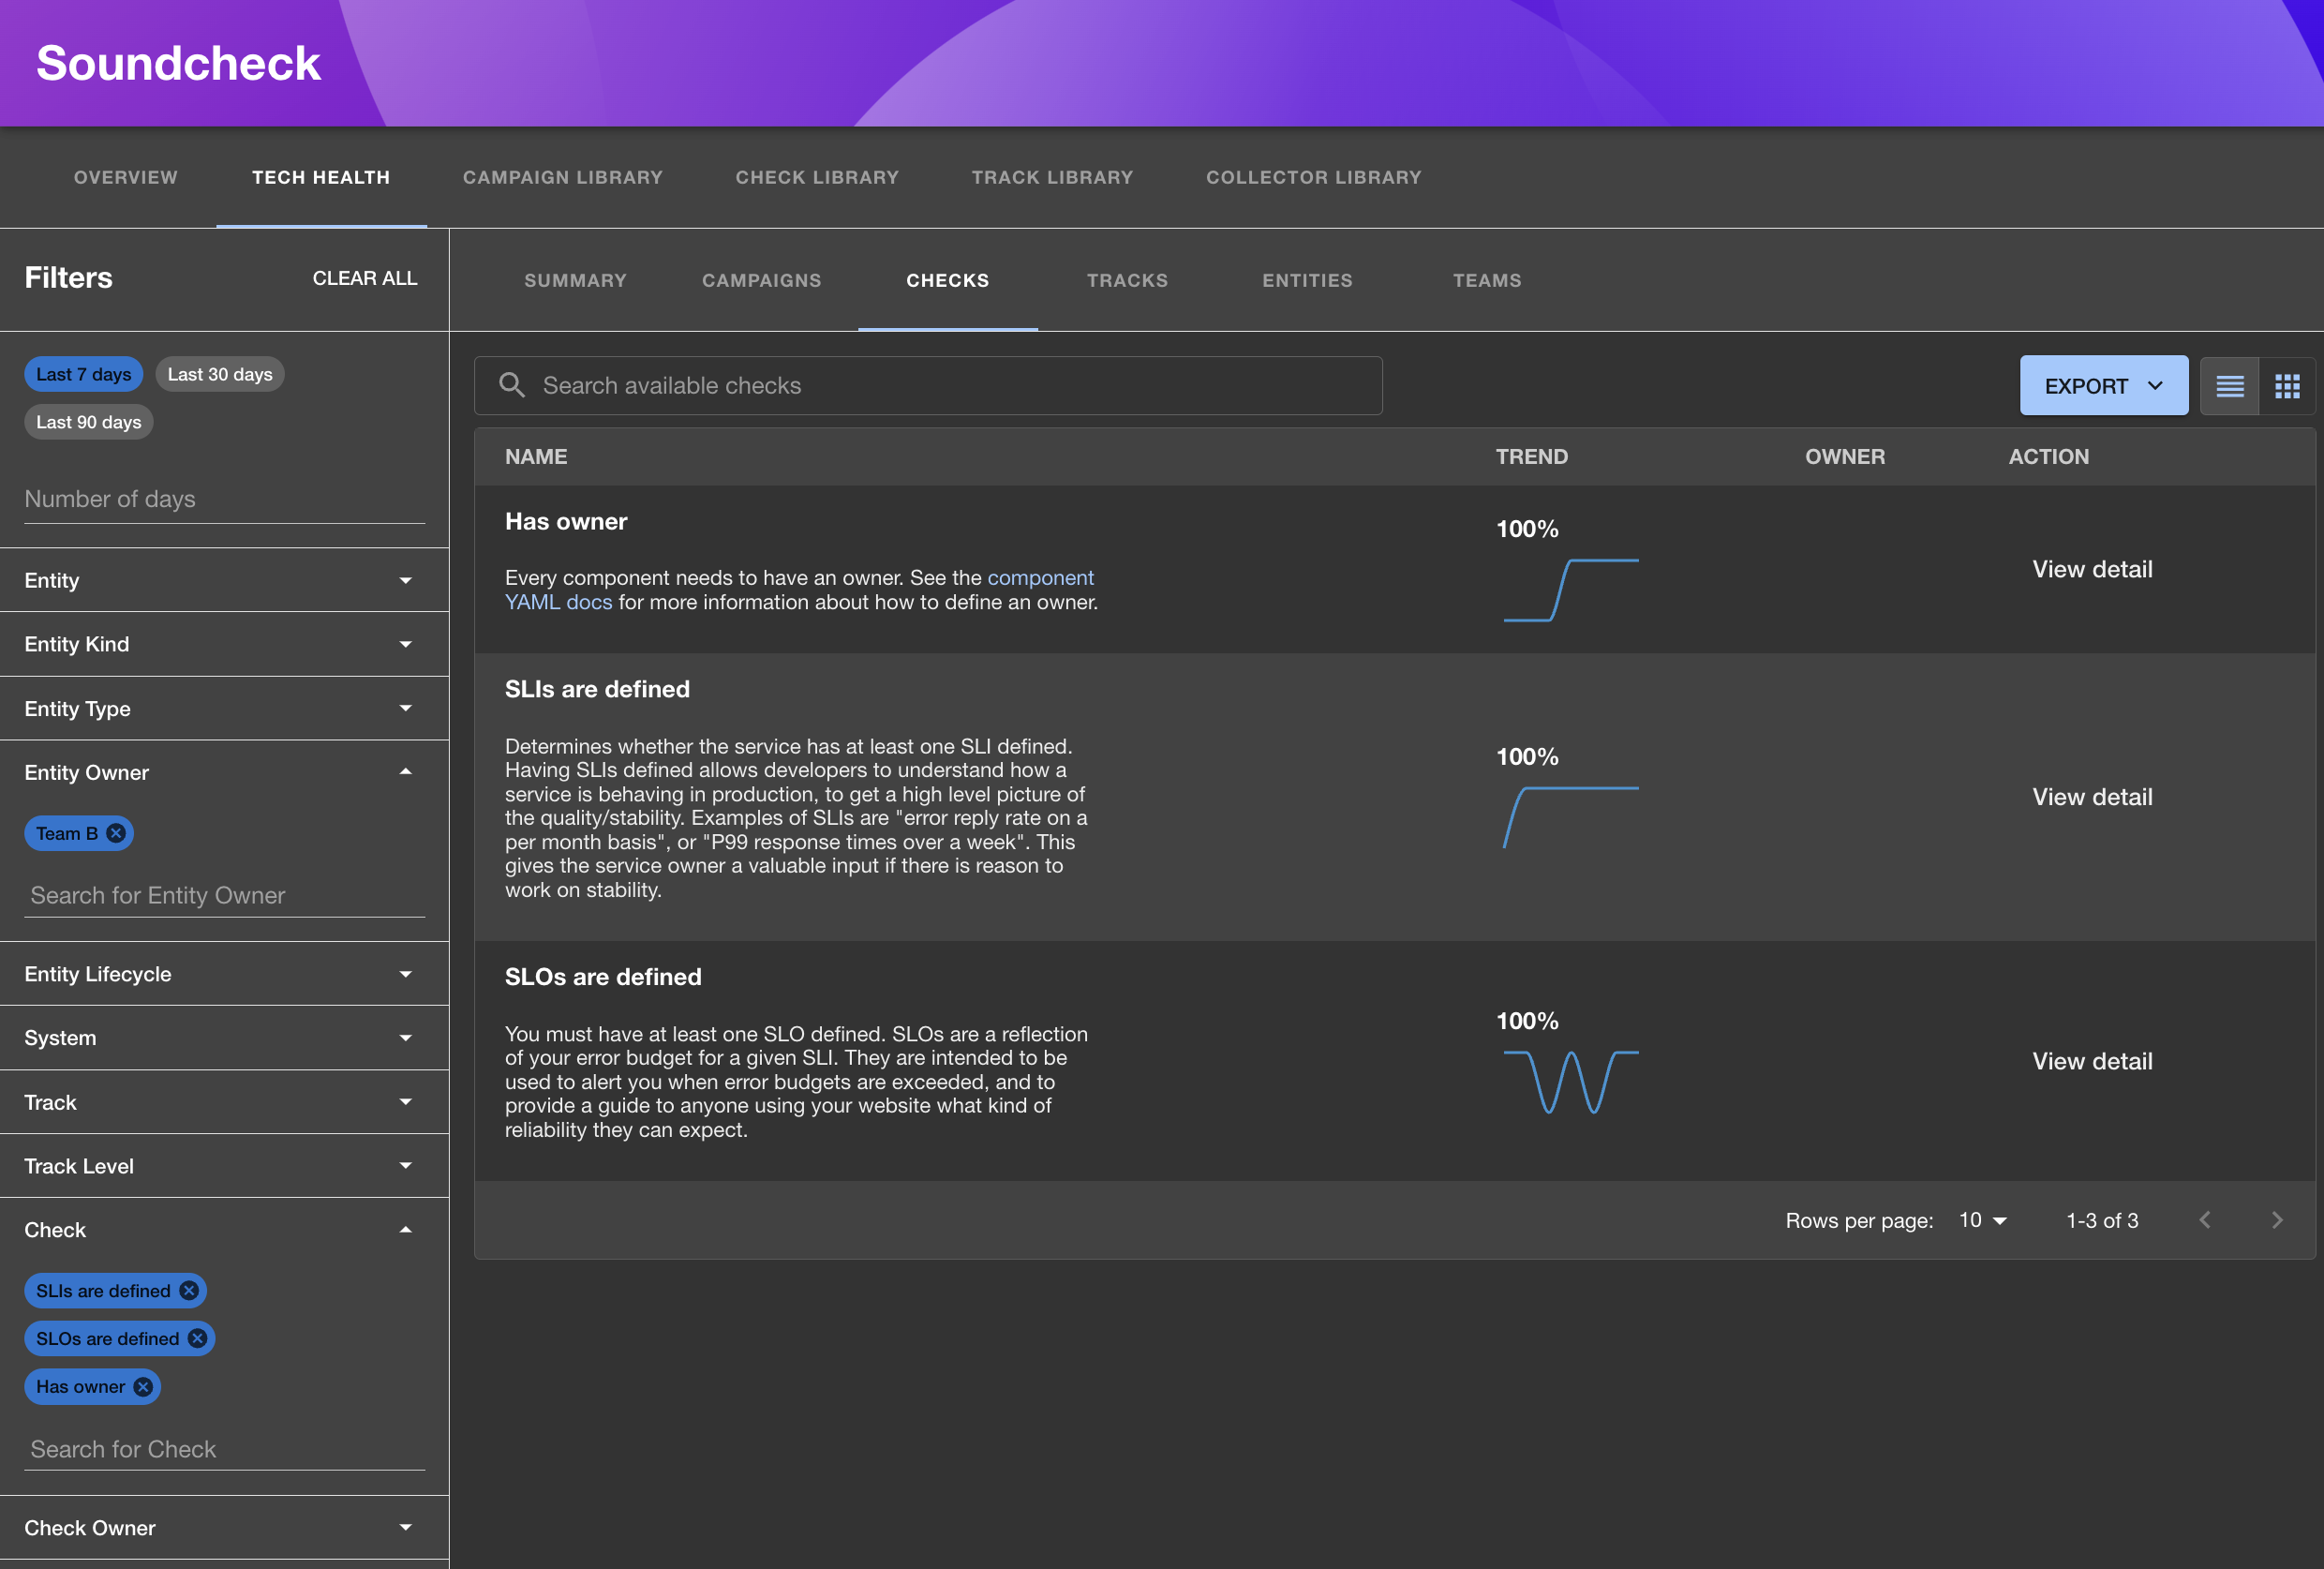 Soundcheck
OVERVIEW
TECH HEALTH
CAMPAIGN LIBRARY
CHECK LIBRARY
TRACK LIBRARY
COLLECTOR LIBRARY
Filters
CLEAR ALL
Last 7 days
Last 30 days
Last 90 days
Number of days
Entity
Entity Kind
Entity Type
Entity Owner
Team B
Search for Entity Owner
Entity Lifecycle
System
Track
Track Level
Check
SLIs are defined
SLOs are defined
Has owner
Search for Check
Check Owner
SUMMARY
CAMPAIGNS
CHECKS
TRACKS
ENTITIES
TEAMS
Search available checks
EXPORT
NAME
TREND
OWNER
ACTION
Has owner
Every component needs to have an owner. See the component
YAML docs for more information about how to define an owner.
100%
View detail
SLIs are defined
Determines whether the service has at least one SLI defined.
Having SLIs defined allows developers to understand how a
service is behaving in production, to get a high level picture of
the quality/stability. Examples of SLIs are "error reply rate on a
per month basis", or "P99 response times over a week". This
gives the service owner a valuable input if there is reason to
work on stability.
100%
View detail
SLOs are defined
You must have at least one SLO defined. SLOs are a reflection
of your error budget for a given SLI. They are intended to be
used to alert you when error budgets are exceeded, and to
provide a guide to anyone using your website what kind of
reliability they can expect.
100%
View detail
Rows per page: 10
1-3 of 3